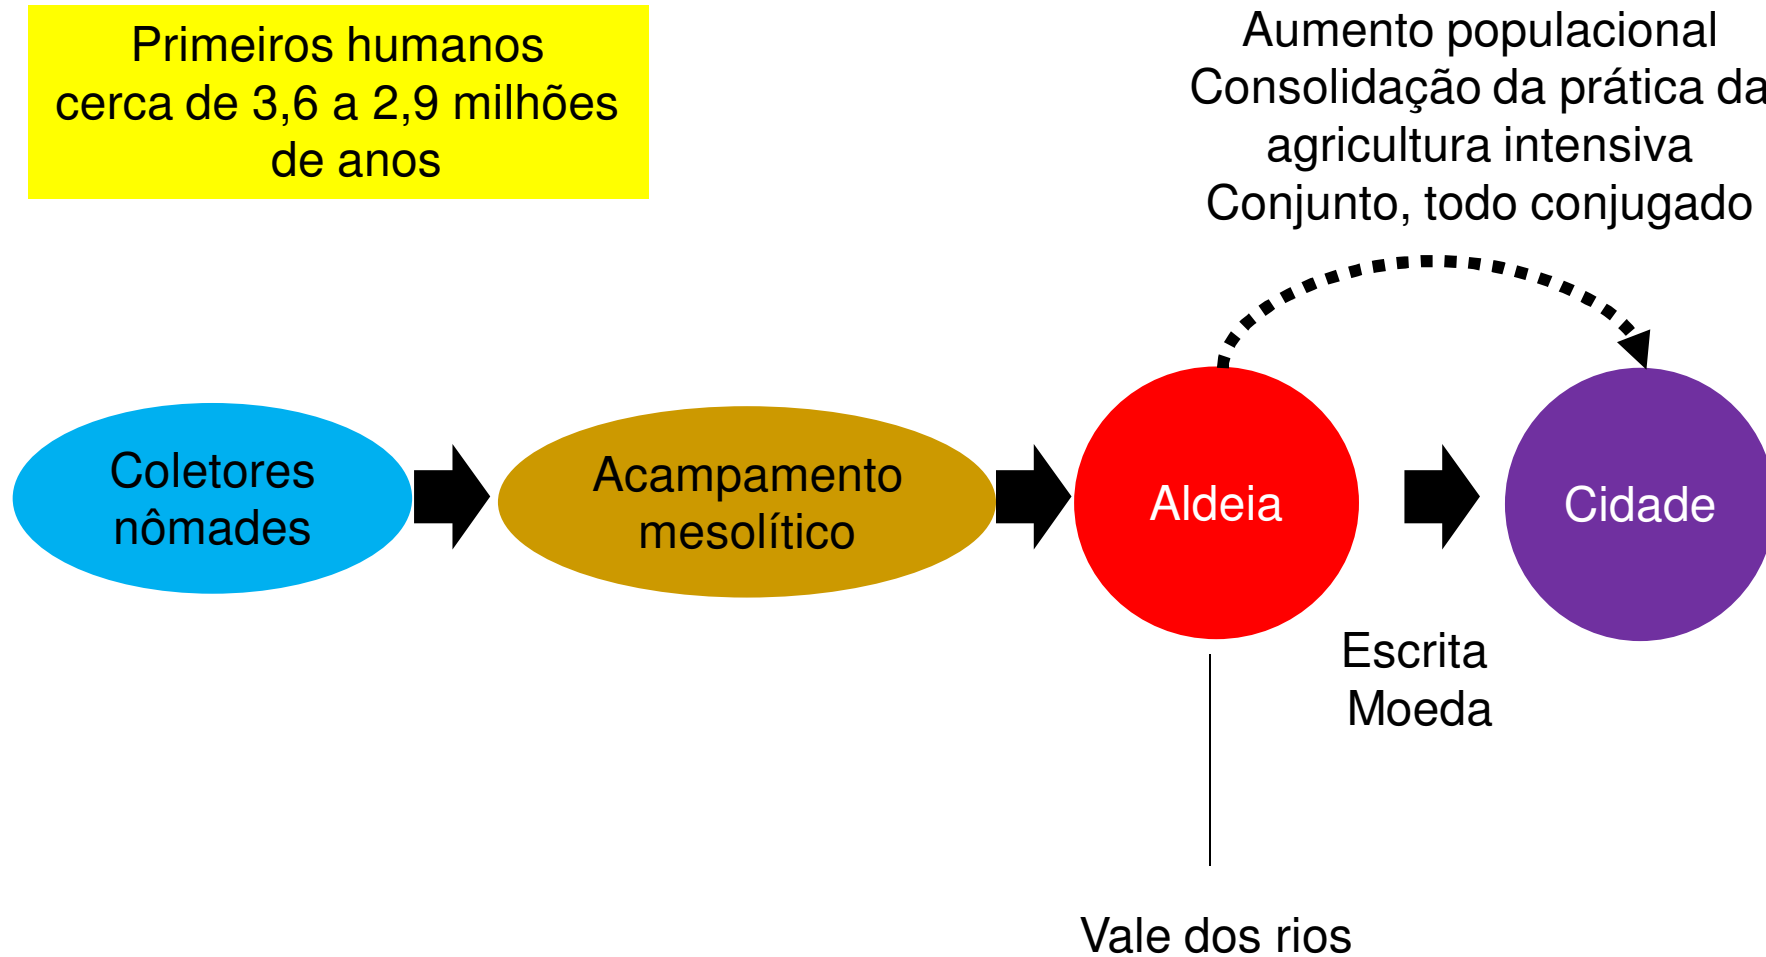 Primeiros humanos
cerca de 3,6 a 2,9 milhões
de anos
Aumento populacional
Consolidação da prática da
agricultura intensiva
Conjunto, todo conjugado
Coletores
nômades
Acampamento
mesolítico
Aldeia
Cidade
Escrita
Moeda
Vale dos rios